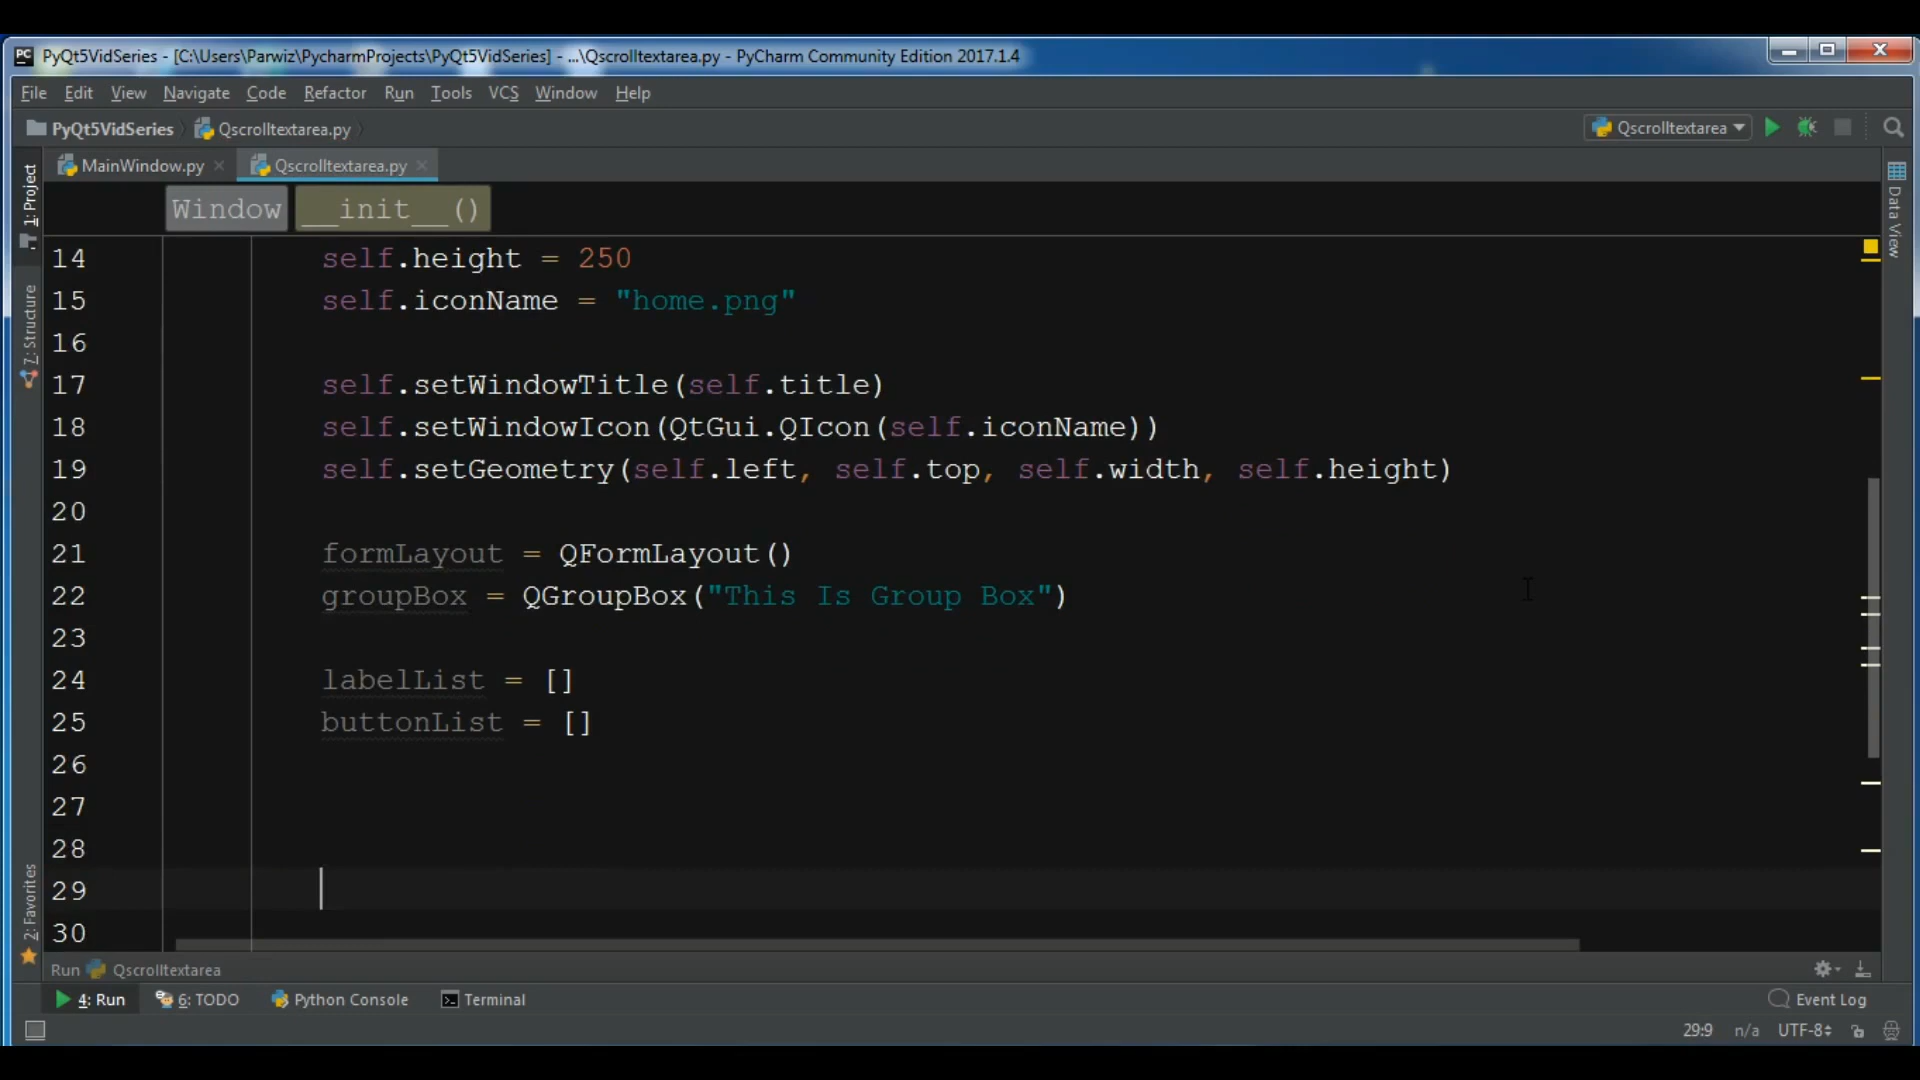 PyQt5VidSeries - [C:\Users\Parwiz\PycharmProjects\PyQt5VidSeries] - ...\Qscrolltextarea.py - PyCharm Community Edition 2017.1.4
File Edit View Navigate Code Refactor Run Tools VCS Window Help
PyQt5VidSeries Qscrolltextarea.py Qscrolltextarea
MainWindow.py Qscrolltextarea.py
1: Project
7: Structure
2: Favorites
Data View
Window __init__()
14 self.height = 250
15 self.iconName = "home.png"
16
17 self.setWindowTitle(self.title)
18 self.setWindowIcon(QtGui.QIcon(self.iconName))
19 self.setGeometry(self.left, self.top, self.width, self.height)
20
21 formLayout = QFormLayout()
22 groupBox = QGroupBox("This Is Group Box")
23
24 labelList = []
25 buttonList = []
26
27
28
29
30
Run Qscrolltextarea
4: Run 6: TODO Python Console Terminal Event Log
29:9 n/a UTF-8